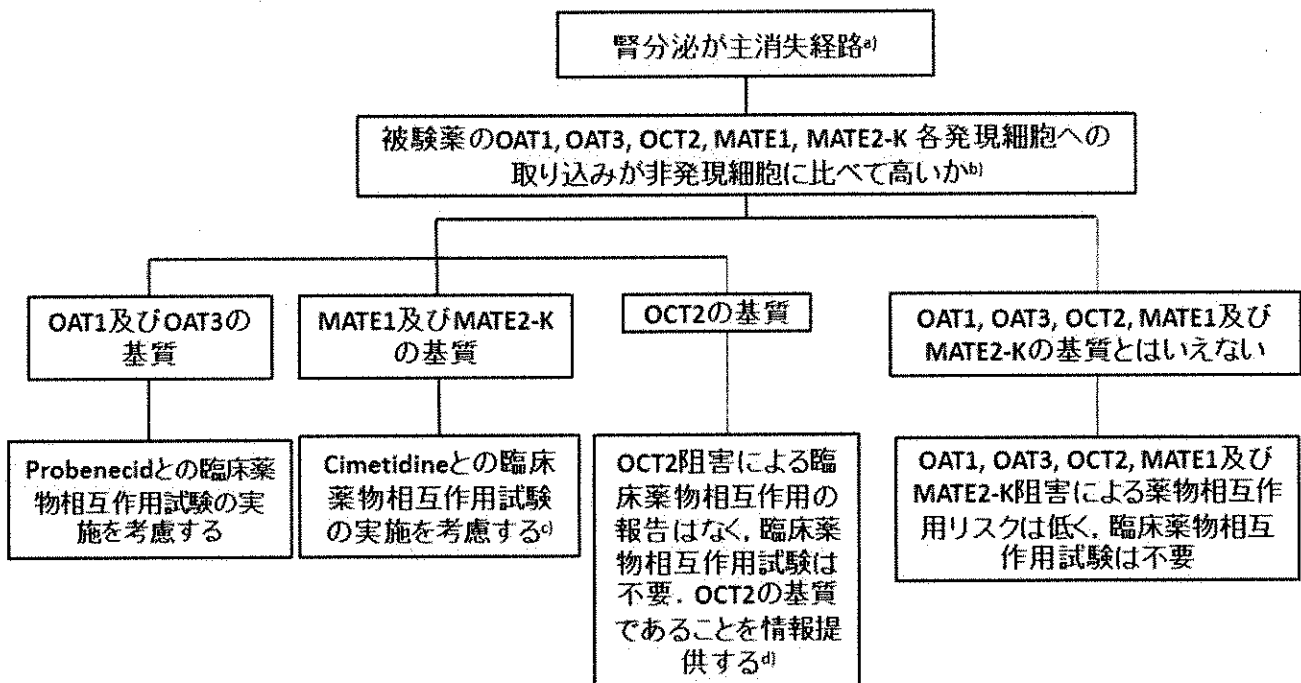 腎分泌が主消失経路a)
被験薬のOAT1, OAT3, OCT2, MATE1, MATE2-K 各発現細胞への
取り込みが非発現細胞に比べて高いかb)
OAT1及びOAT3の
基質
MATE1及びMATE2-K
の基質
OCT2の基質
OAT1, OAT3, OCT2, MATE1及び
MATE2-Kの基質とはいえない
Probenecidとの臨床薬
物相互作用試験の実
施を考慮する
Cimetidineとの臨床
薬物相互作用試験
の実施を考慮するc)
OCT2阻害による臨
床薬物相互作用の
報告はなく，臨床薬
物相互作用試験は
不要．OCT2の基質
であることを情報提
供するd)
OAT1, OAT3, OCT2, MATE1及び
MATE2-K阻害による薬物相互作
用リスクは低く，臨床薬物相互
作用試験は不要